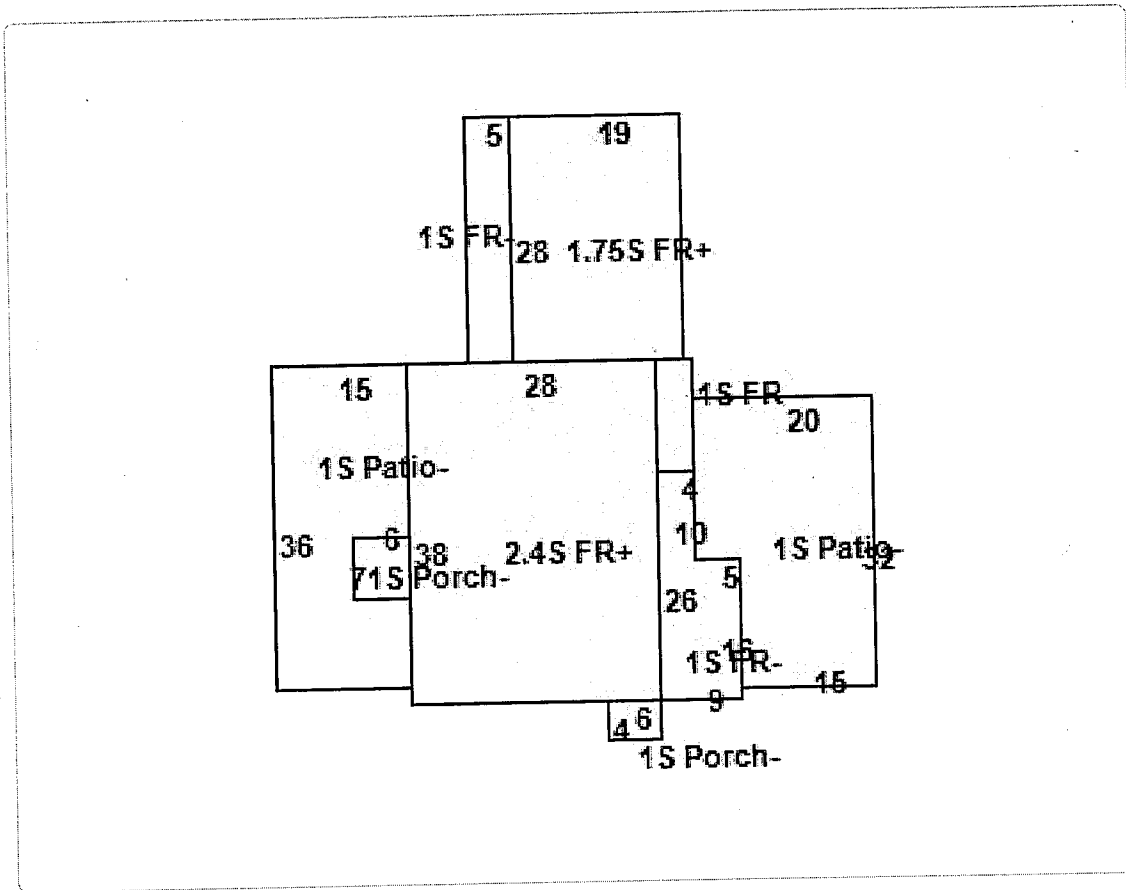 5
19
1S FR-
28
1.75S FR+
15
28
1S FR
20
1S Patio-
4
36
6
38
2.4S FR+
10
1S Patio-
32
71S Porch-
5
26
16
1S FR-
15
9
4
6
1S Porch-